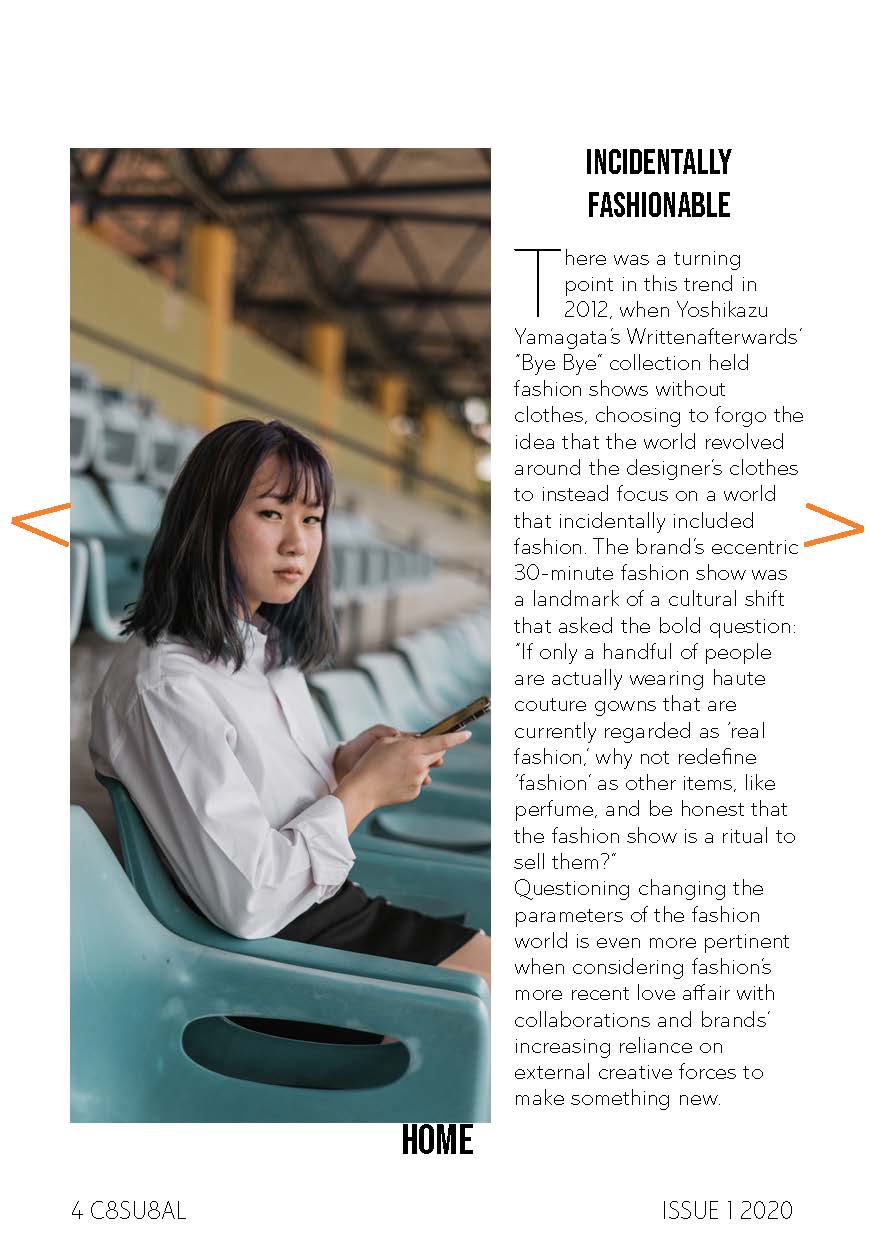 INCIDENTALLY
FASHIONABLE
There was a turning
point in this trend in
2012, when Yoshikazu
Yamagata's Writtenafterwards'
"Bye Bye" collection held
fashion shows without
clothes, choosing to forgo the
idea that the world revolved
around the designer's clothes
to instead focus on a world
that incidentally included
fashion. The brand's eccentric
30-minute fashion show was
a landmark of a cultural shift
that asked the bold question:
"If only a handful of people
are actually wearing haute
couture gowns that are
currently regarded as 'real
fashion,' why not redefine
'fashion' as other items, like
perfume, and be honest that
the fashion show is a ritual to
sell them?"
Questioning changing the
parameters of the fashion
world is even more pertinent
when considering fashion's
more recent love affair with
collaborations and brands'
increasing reliance on
external creative forces to
make something new.
HOME
4 C8SU8AL
ISSUE 1 2020